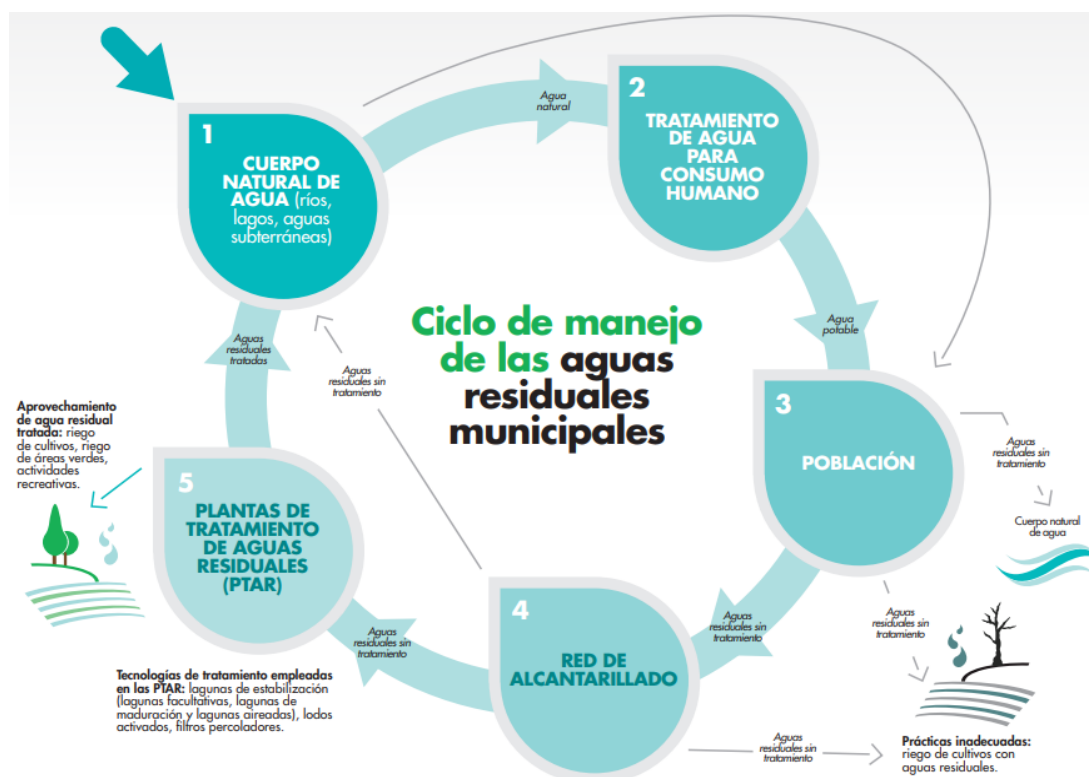 Ciclo de manejo
de las aguas
residuales
municipales
1
CUERPO
NATURAL DE
AGUA (ríos,
lagos, aguas
subterráneas)
Agua
natural
2
TRATAMIENTO
DE AGUA
PARA
CONSUMO
HUMANO
Agua
potable
3
POBLACIÓN
Aguas
residuales sin
tratamiento
Cuerpo natural
de agua
Aguas
residuales sin
tratamiento
Aguas
residuales sin
tratamiento
4
RED DE
ALCANTARILLADO
Aguas
residuales sin
tratamiento
Prácticas inadecuadas:
riego de cultivos con
aguas residuales.
Aguas
residuales sin
tratamiento
Aguas
residuales sin
tratamiento
5
PLANTAS DE
TRATAMIENTO
DE AGUAS
RESIDUALES
(PTAR)
Aguas
residuales
tratadas
Aprovechamiento
de agua residual
tratada: riego
de cultivos, riego
de áreas verdes,
actividades
recreativas.
Tecnologías de tratamiento empleadas
en las PTAR: lagunas de estabilización
(lagunas facultativas, lagunas de
maduración y lagunas aireadas), lodos
activados, filtros percoladores.